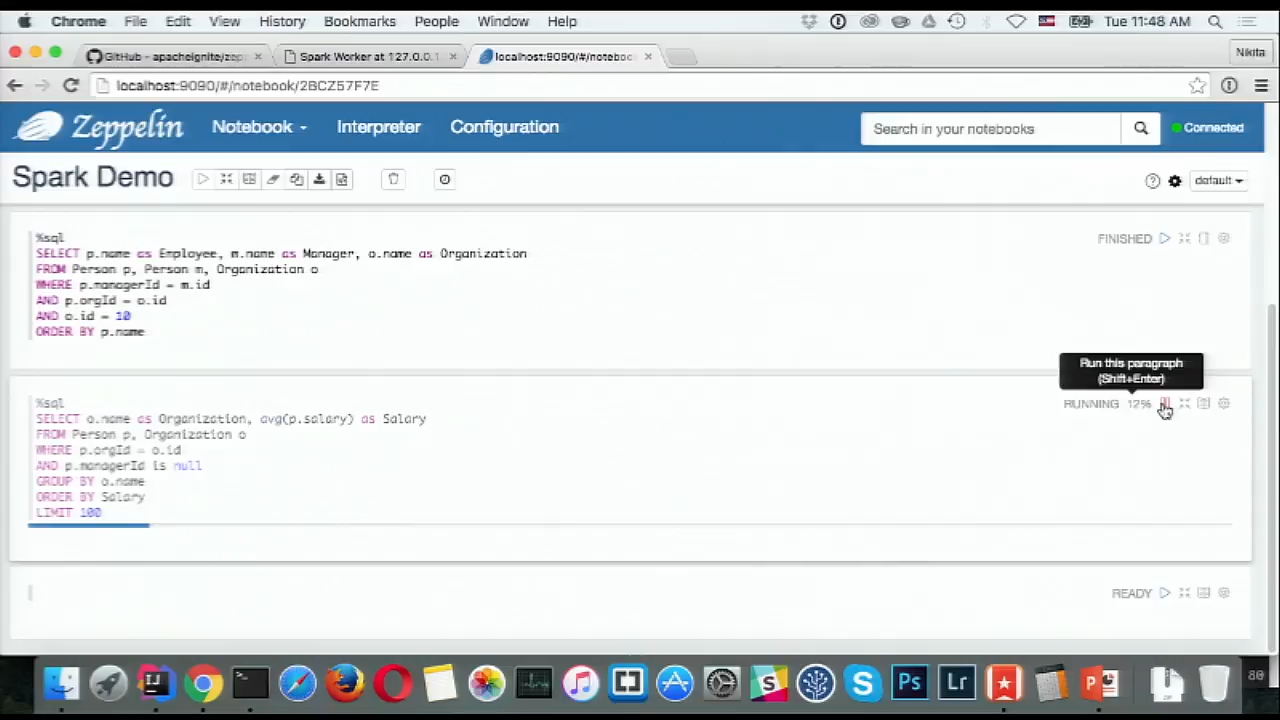 Chrome File Edit View History Bookmarks People Window Help Tue 11:48 AM
GitHub - apacheignite/zep Spark Worker at 127.0.0.1 localhost:9090/#/notebook Nikita
localhost:9090/#/notebook/2BCZ57F7E
Zeppelin Notebook Interpreter Configuration Search in your notebooks Connected
Spark Demo default
%sql
SELECT p.name as Employee, m.name as Manager, o.name as Organization
FROM Person p, Person m, Organization o
WHERE p.managerId = m.id
AND p.orgId = o.id
AND o.id = 10
ORDER BY p.name
FINISHED
Run this paragraph
(Shift+Enter)
%sql
SELECT o.name as Organization, avg(p.salary) as Salary
FROM Person p, Organization o
WHERE p.orgId = o.id
AND p.managerId is null
GROUP BY o.name
ORDER BY Salary
LIMIT 100
RUNNING 12%
READY
S Ps Lr P
80